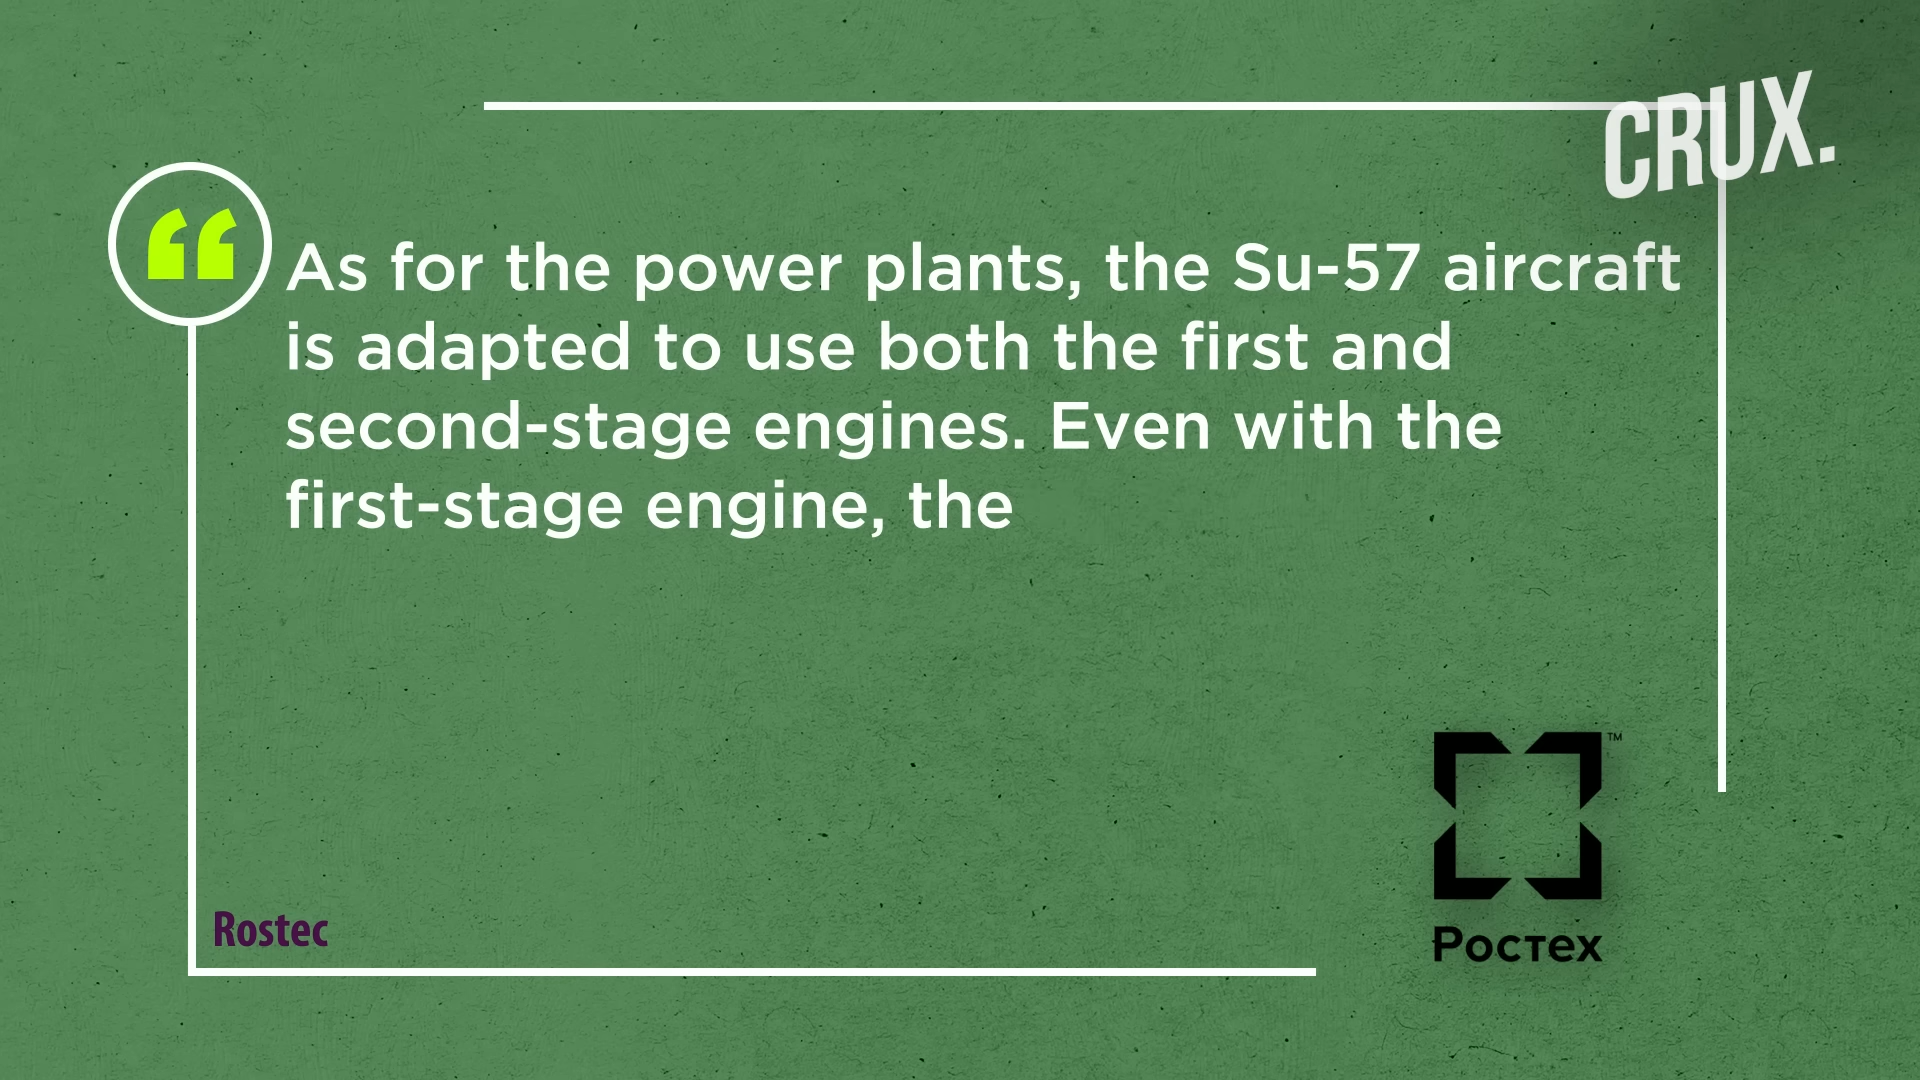 CRUX.
“
As for the power plants, the Su-57 aircraft
is adapted to use both the first and
second-stage engines. Even with the
first-stage engine, the
Rostec
TM
Ростех